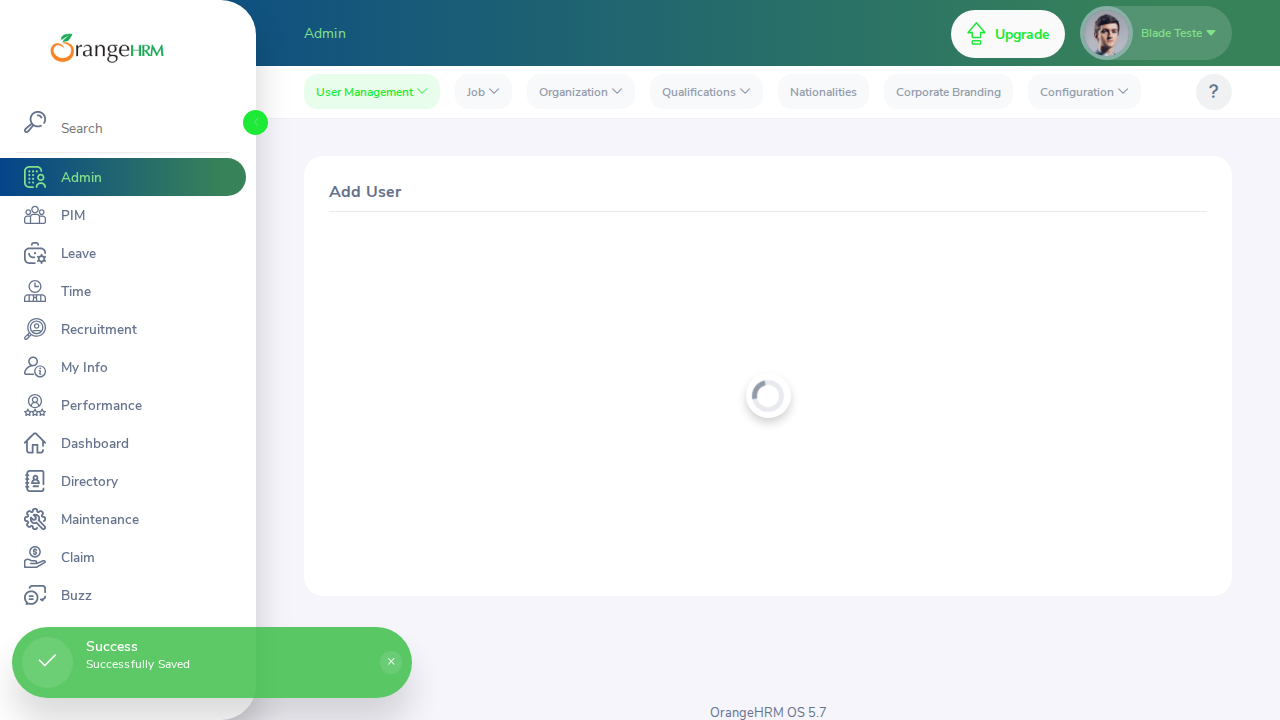 OrangeHRM
Admin
Upgrade
Blade Teste
User Management
Job
Organization
Qualifications
Nationalities
Corporate Branding
Configuration
?
Search
Admin
PIM
Leave
Time
Recruitment
My Info
Performance
Dashboard
Directory
Maintenance
Claim
Buzz
Add User
Success
Successfully Saved
×
OrangeHRM OS 5.7